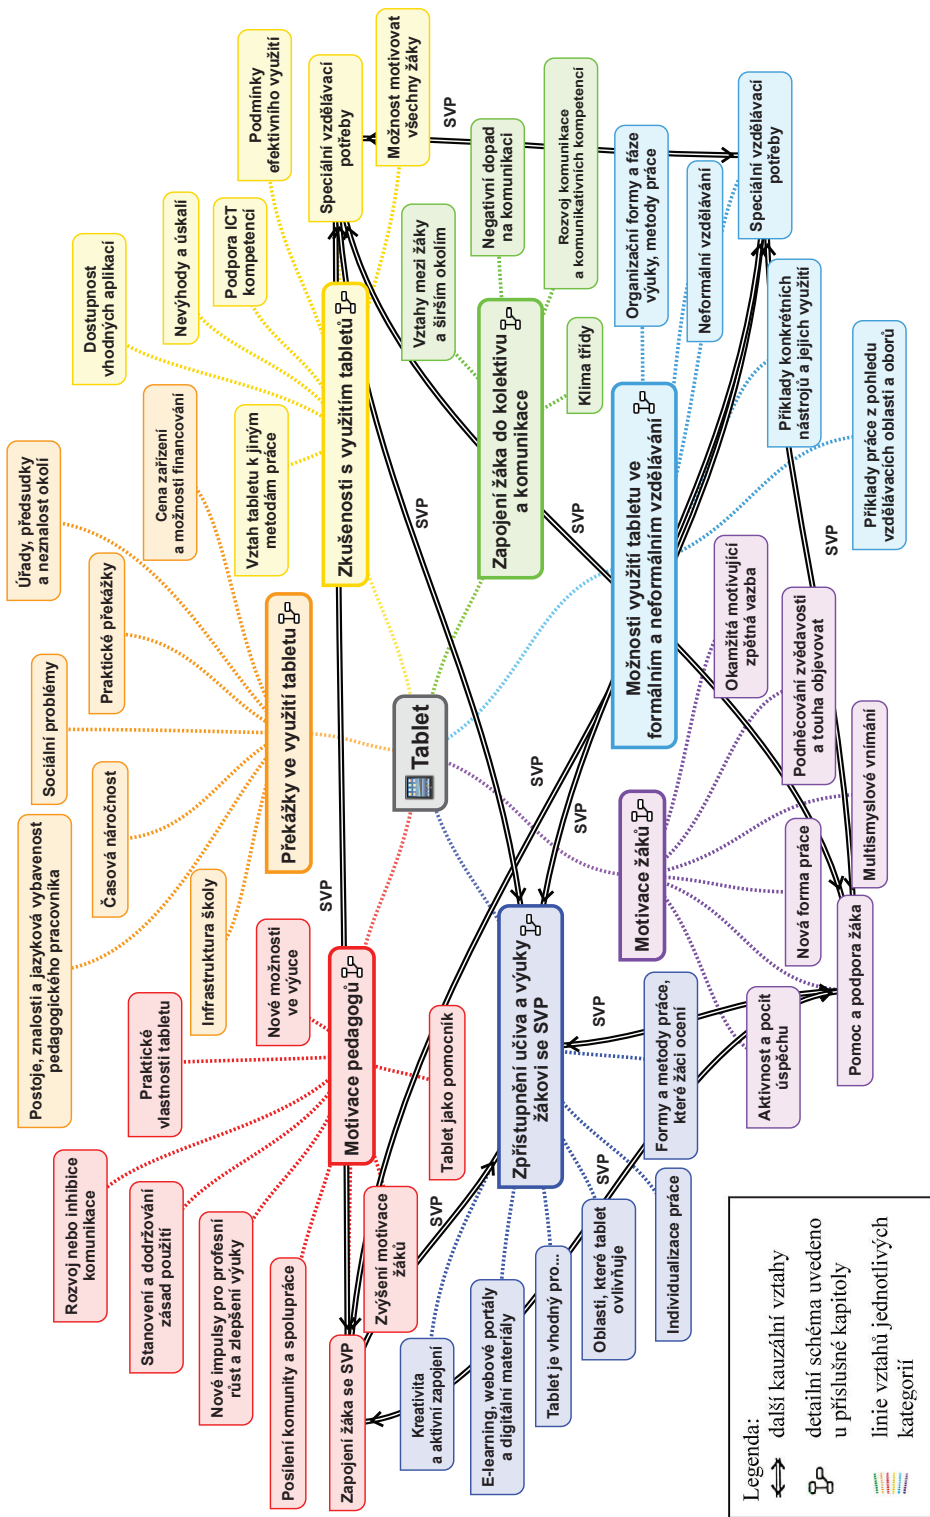 Postoje, znalosti a jazyková vybavenost
pedagogického pracovníka
Časová náročnost
Infrastruktura školy
Sociální problémy
Praktické překážky
Úřady, předsudky
a neznalost okolí
Cena zařízení
a možnosti financování
Překážky ve využití tabletu
Dostupnost
vhodných aplikací
Nevýhody a úskalí
Podpora ICT
kompetencí
Podmínky
efektivního využití
Vztah tabletu k jiným
metodám práce
Speciální vzdělávací
potřeby
Možnost motivovat
všechny žáky
Zkušenosti s využitím tabletů
Rozvoj nebo inhibice
komunikace
Praktické
vlastnosti tabletu
Stanovení a dodržování
zásad použití
Nové impulsy pro profesní
růst a zlepšení výuky
Nové možnosti
ve výuce
Posílení komunity a spolupráce
Motivace pedagogů
Zapojení žáka se SVP
Zvýšení motivace
žáků
Tablet jako pomocník
Tablet
Vztahy mezi žáky
a širším okolím
Negativní dopad
na komunikaci
Rozvoj komunikace
a komunikativních kompetencí
Klima třídy
Zapojení žáka do kolektivu
a komunikace
Kreativita
a aktivní zapojení
E-learning, webové portály
a digitální materiály
Tablet je vhodný pro...
Oblasti, které tablet
ovlivňuje
Individualizace práce
Formy a metody práce,
které žáci ocení
Zpřístupnění učiva a výuky
žákovi se SVP
Možnosti využití tabletu ve
formálním a neformálním vzdělávání
Organizační formy a fáze
výuky, metody práce
Neformální vzdělávání
Speciální vzdělávací
potřeby
Příklady konkrétních
nástrojů a jejich využití
Příklady práce z pohledu
vzdělávacích oblastí a oborů
Motivace žáků
Okamžitá motivující
zpětná vazba
Podněcování zvědavosti
a touha objevovat
Multismyslové vnímání
Nová forma práce
Pomoc a podpora žáka
Aktivnost a pocit
úspěchu
SVP
SVP
SVP
SVP
SVP
SVP
SVP
SVP
SVP
SVP
Legenda:
další kauzální vztahy
detailní schéma uvedeno
u příslušné kapitoly
linie vztahů jednotlivých
kategorií